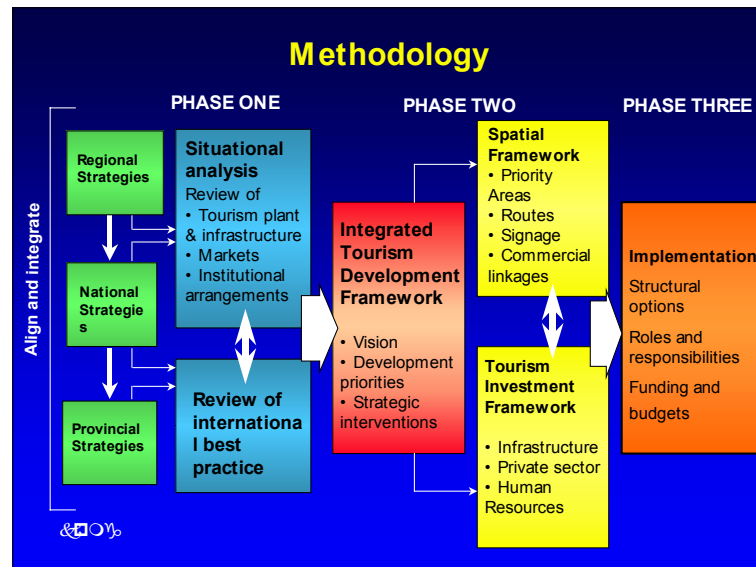 Methodology
PHASE ONE
PHASE TWO
PHASE THREE
Align and integrate
Regional
Strategies
National
Strategie
s
Provincial
Strategies
Situational
analysis
Review of
• Tourism plant
& infrastructure
• Markets
• Institutional
arrangements
Review of
internationa
l best
practice
Integrated
Tourism
Development
Framework
• Vision
• Development
priorities
• Strategic
interventions
Spatial
Framework
• Priority
Areas
• Routes
• Signage
• Commercial
linkages
Tourism
Investment
Framework
• Infrastructure
• Private sector
• Human
Resources
Implementation
Structural
options
Roles and
responsibilities
Funding and
budgets